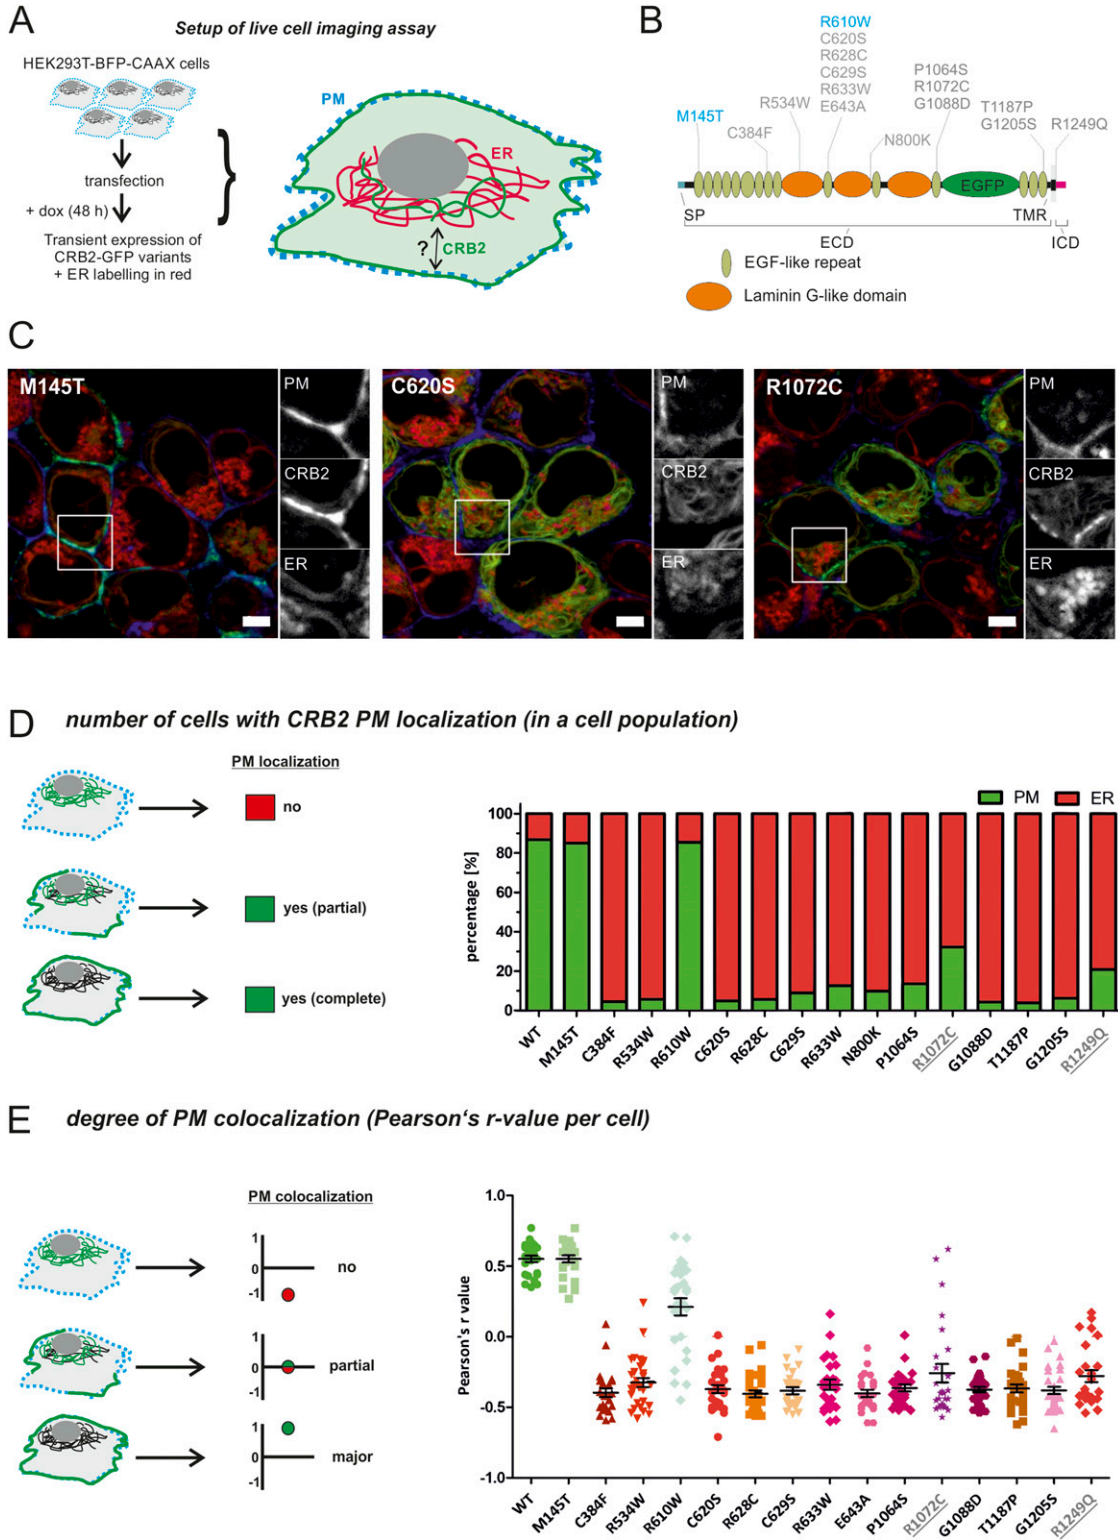 A
Setup of live cell imaging assay
HEK293T-BFP-CAAX cells
transfection
+ dox (48 h)
Transient expression of
CRB2-GFP variants
+ ER labelling in red
PM
ER
?
CRB2
B
R610W
C620S
R628C
C629S
R633W
E643A
P1064S
R1072C
G1088D
M145T
C384F
R534W
N800K
T1187P
G1205S
R1249Q
EGFP
SP
TMR
ECD
ICD
EGF-like repeat
Laminin G-like domain
C
M145T
PM
CRB2
ER
C620S
PM
CRB2
ER
R1072C
PM
CRB2
ER
D
number of cells with CRB2 PM localization (in a cell population)
PM localization
no
yes (partial)
yes (complete)
PM
ER
percentage [%]
100
80
60
40
20
0
WT
M145T
C384F
R534W
R610W
C620S
R628C
C629S
R633W
N800K
P1064S
R1072C
G1088D
T1187P
G1205S
R1249Q
E
degree of PM colocalization (Pearson's r-value per cell)
PM colocalization
1
0
-1
no
1
0
-1
partial
1
0
-1
major
Pearson's r value
1.0
0.5
0.0
-0.5
-1.0
WT
M145T
C384F
R534W
R610W
C620S
R628C
C629S
R633W
E643A
P1064S
R1072C
G1088D
T1187P
G1205S
R1249Q